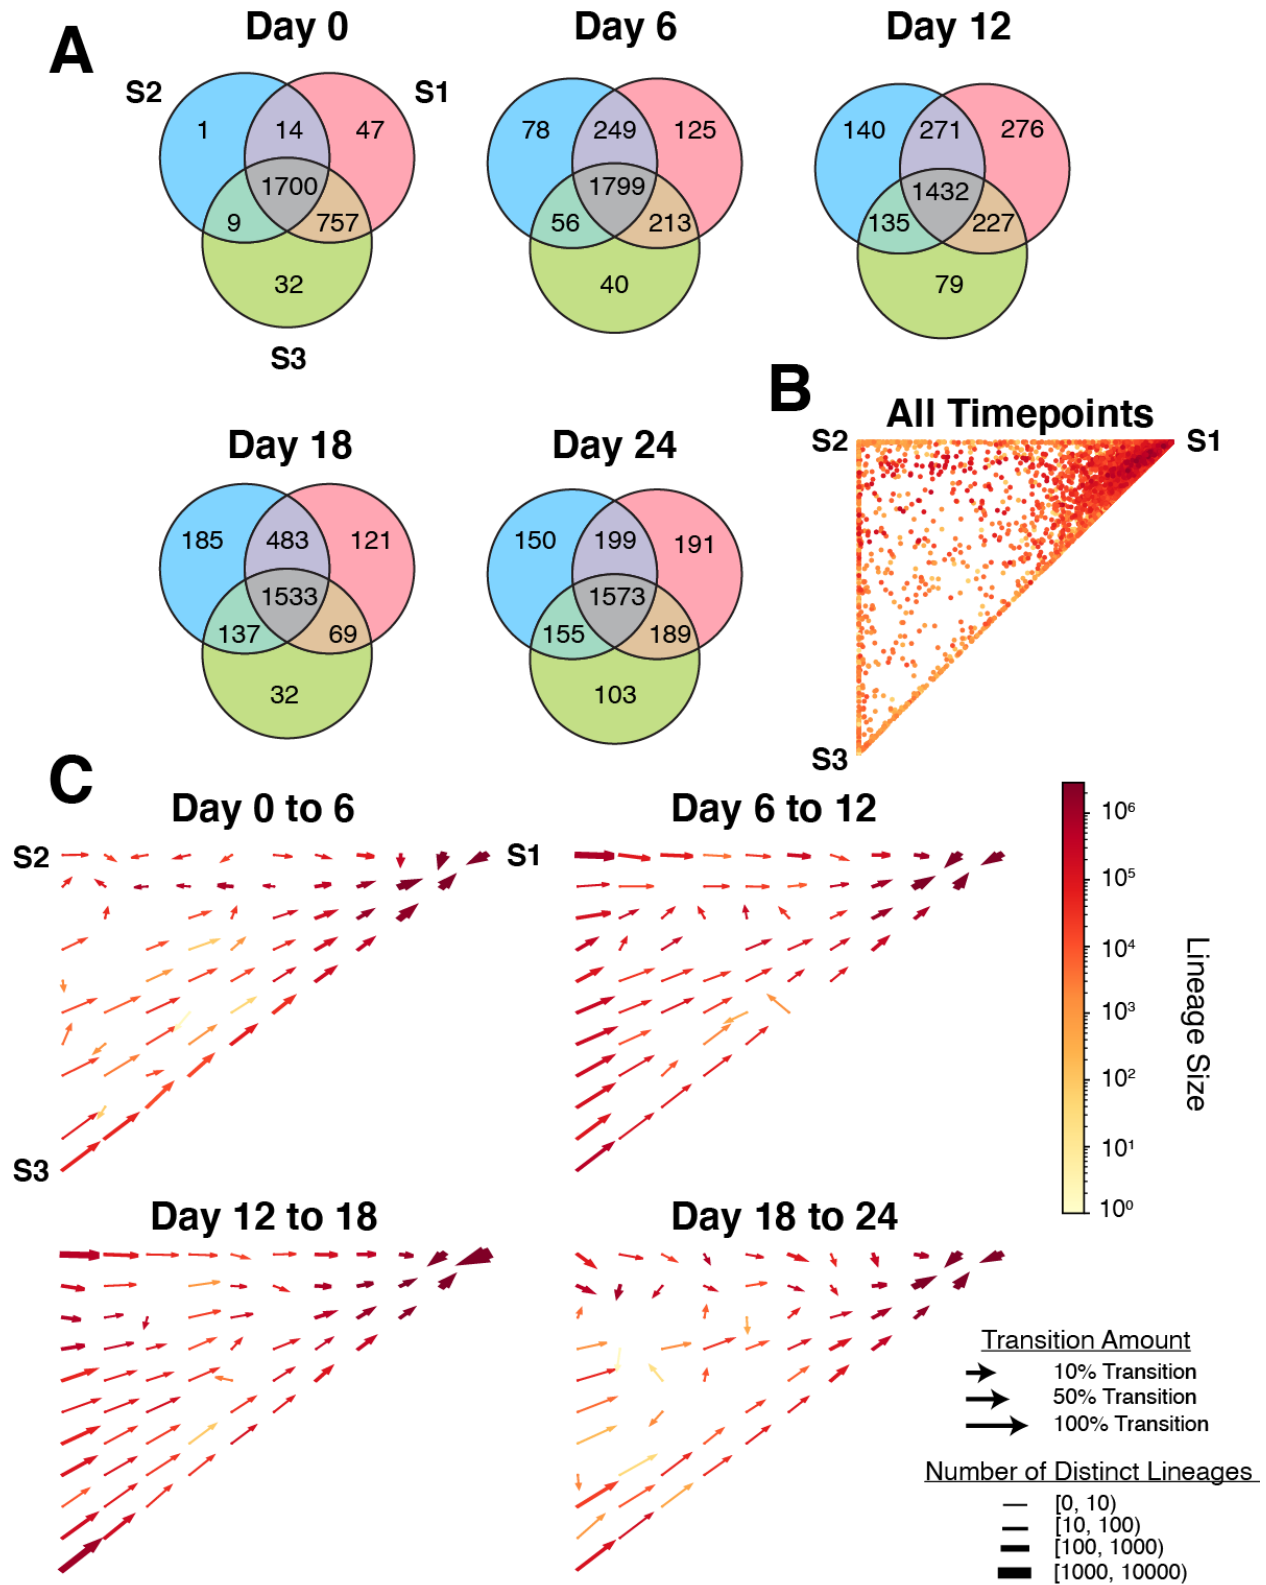 A
Day 0
Day 6
Day 12
S2
S1
1
14
47
1700
9
757
32
S3
78
249
125
1799
56
213
40
140
271
276
1432
135
227
79
B
All Timepoints
S2
S1
S3
Day 18
Day 24
185
483
121
1533
137
69
32
150
199
191
1573
155
189
103
C
Day 0 to 6
Day 6 to 12
S2
S1
S3
Day 12 to 18
Day 18 to 24
10⁶
10⁵
10⁴
10³
10²
10¹
10⁰
Lineage Size
Transition Amount
10% Transition
50% Transition
100% Transition
Number of Distinct Lineages
[0, 10)
[10, 100)
[100, 1000)
[1000, 10000)